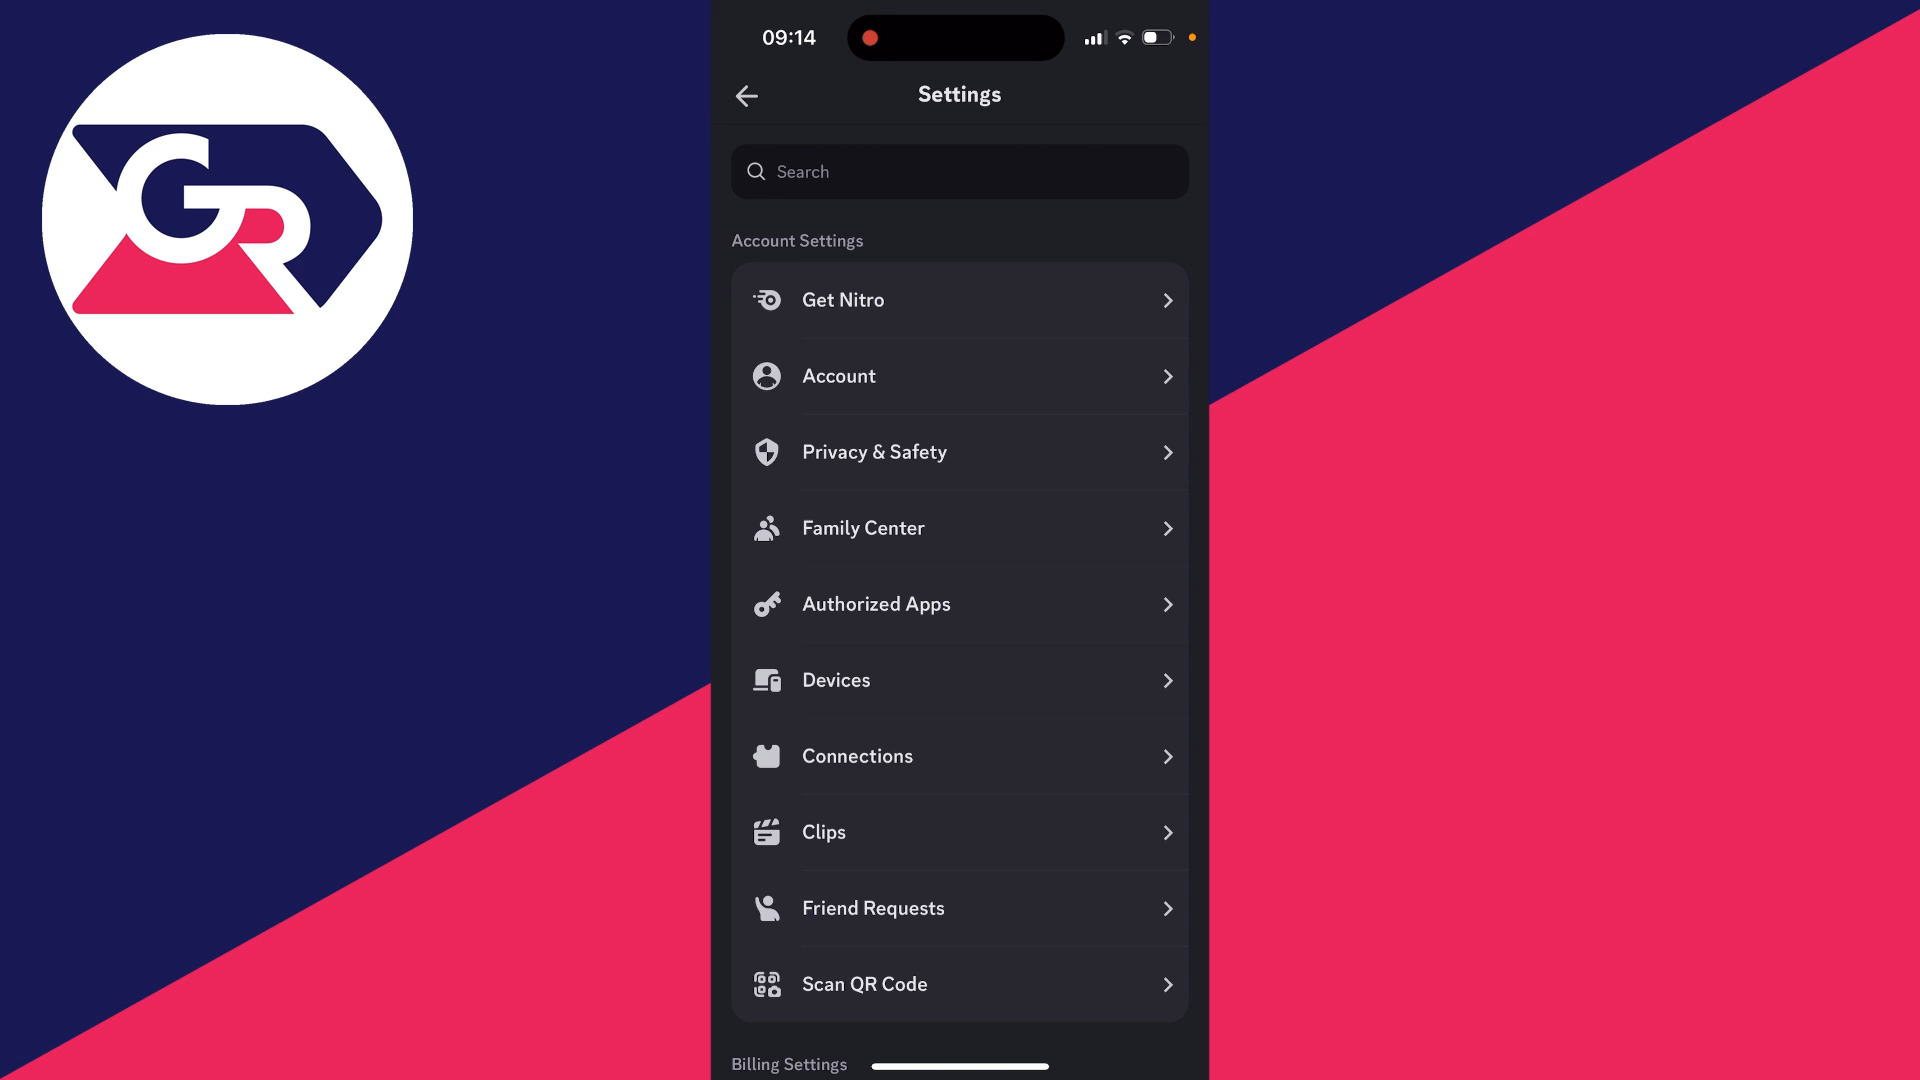 GR
09:14
Settings
Search
Account Settings
Get Nitro
Account
Privacy & Safety
Family Center
Authorized Apps
Devices
Connections
Clips
Friend Requests
Scan QR Code
Billing Settings